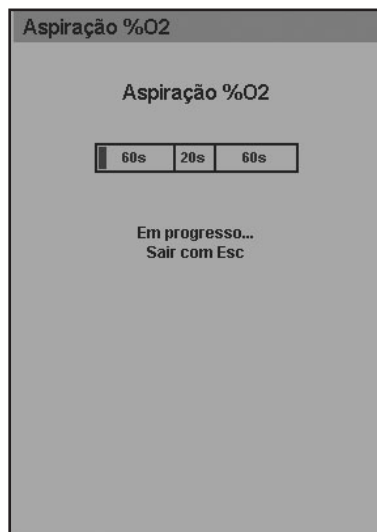 Aspiração %O2
Aspiração %O2
60s 20s 60s
Em progresso...
Sair com Esc